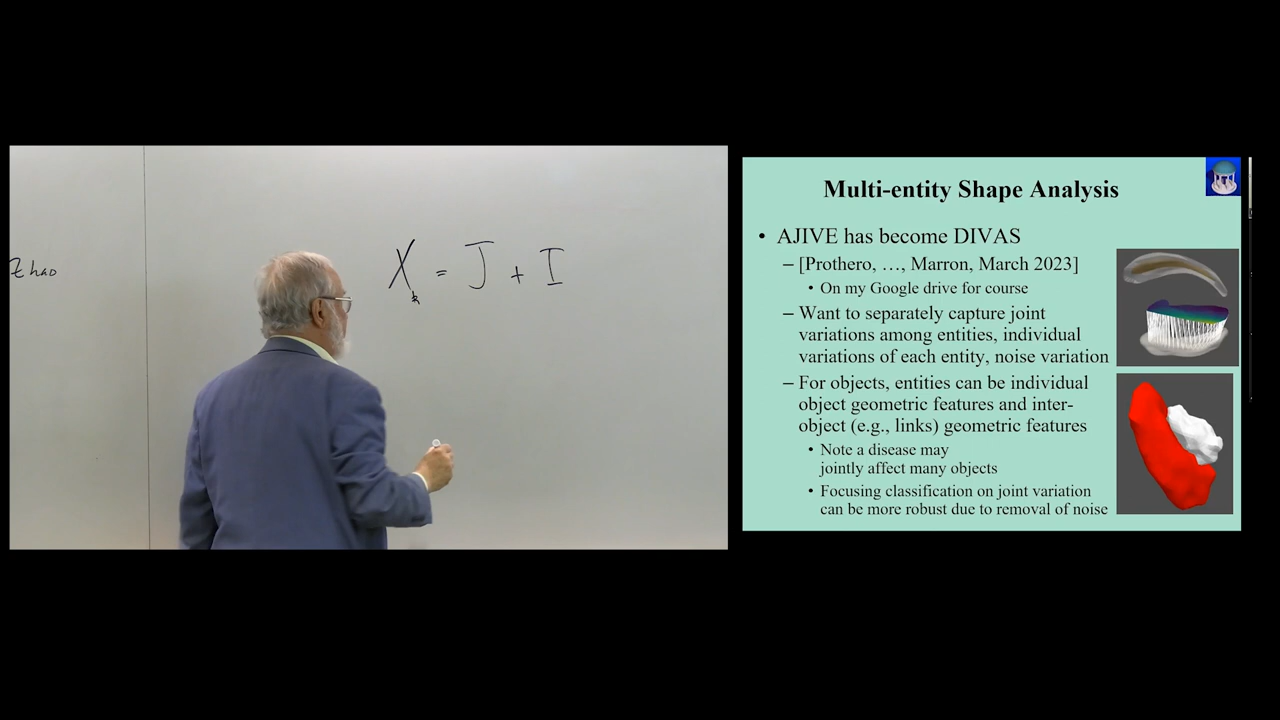 Zhao
X_k = J + I
Multi-entity Shape Analysis
• AJIVE has become DIVAS
– [Prothero, …, Marron, March 2023]
• On my Google drive for course
– Want to separately capture joint
variations among entities, individual
variations of each entity, noise variation
– For objects, entities can be individual
object geometric features and inter-
object (e.g., links) geometric features
• Note a disease may
jointly affect many objects
• Focusing classification on joint variation
can be more robust due to removal of noise